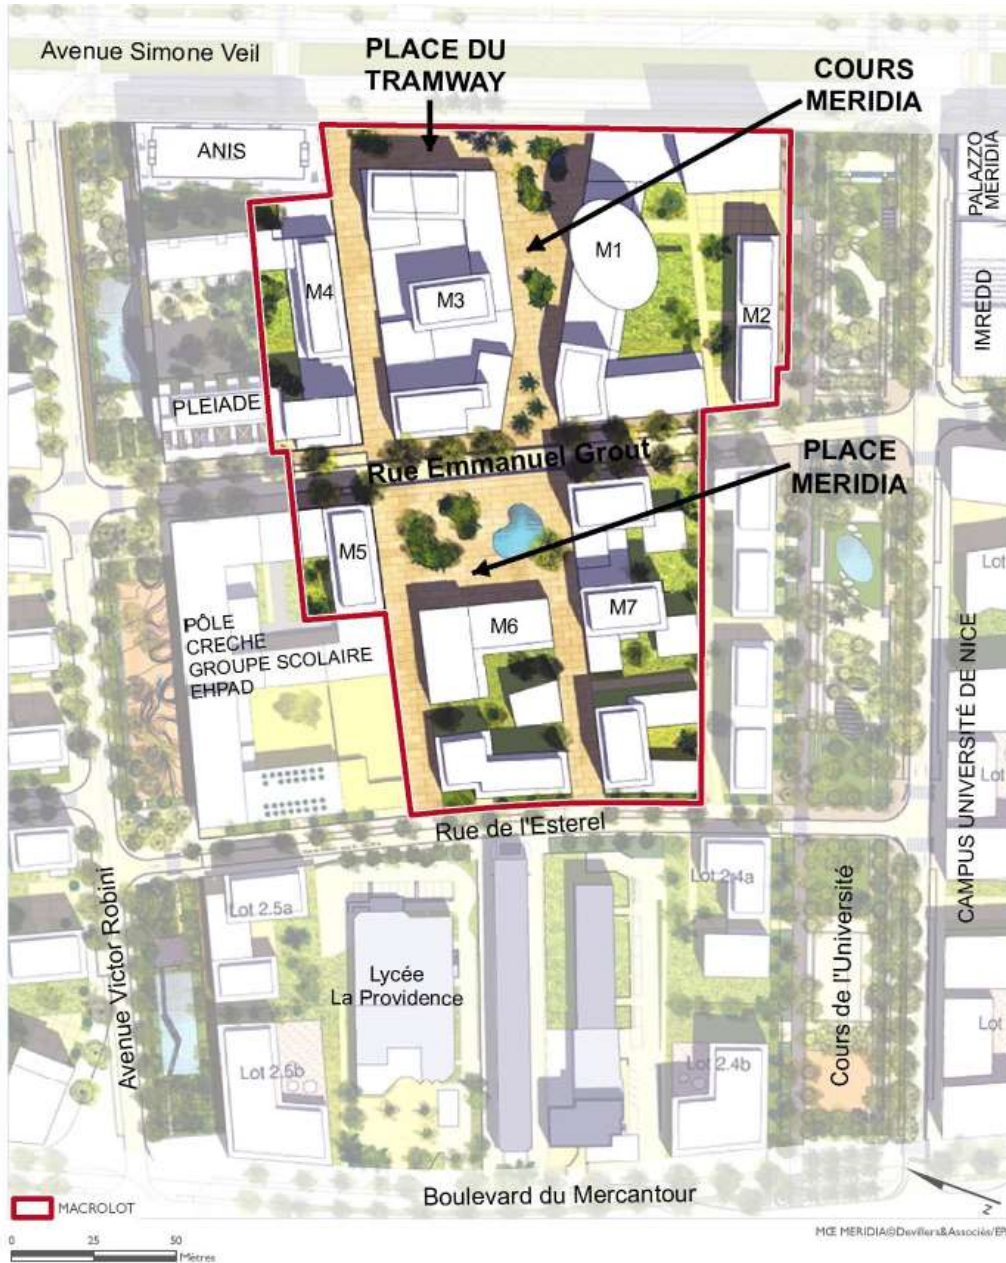 Avenue Simone Veil
PLACE DU
TRAMWAY
COURS
MERIDIA
ANIS
PALAZZO
MERIDIA
M1
M4
M3
M2
IMREDD
PLEIADE
Rue Emmanuel Grout
PLACE
MERIDIA
M5
Lot
M6
M7
PÔLE
CRECHE
GROUPE SCOLAIRE
EHPAD
CAMPUS UNIVERSITÉ DE NICE
Lot
Rue de l'Esterel
Lot 2.5a
Lot 2.4a
Avenue Victor Robini
Lycée
La Providence
Cours de l'Université
Lot
Lot 2.5b
Lot 2.4b
Boulevard du Mercantour
N
MACROLOT
MŒ MERIDIA©Devillers&Associés/EP
0 25 50
Mètres